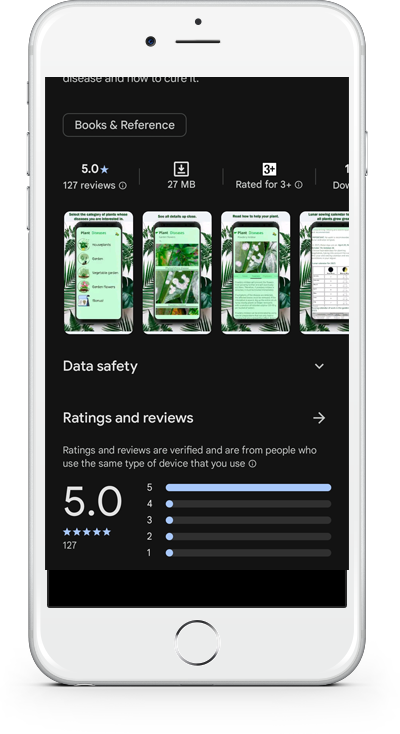 disease and how to cure it.
Books & Reference
5.0★
127 reviews
27 MB
3+
Rated for 3+
1
Dow
Select the category of plants whose
diseases you are interested in.
Plant Diseases
Houseplants
Garden
Vegetable garden
Garden flowers
See all details up close.
Plant Diseases
Read how to help your plant.
Plant Diseases
Lunar sowing calendar
all plants grow
Data safety
Ratings and reviews
Ratings and reviews are verified and are from people who
use the same type of device that you use
5.0
127
5
4
3
2
1